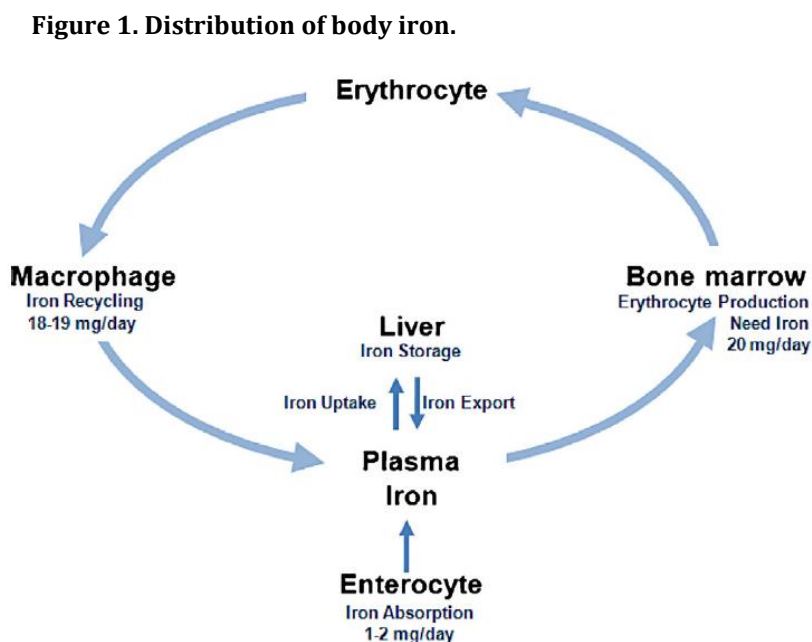 Figure 1. Distribution of body iron.
Erythrocyte
Macrophage
Iron Recycling
18-19 mg/day
Bone marrow
Erythrocyte Production
Need Iron
20 mg/day
Liver
Iron Storage
Iron Uptake
Iron Export
Plasma
Iron
Enterocyte
Iron Absorption
1-2 mg/day